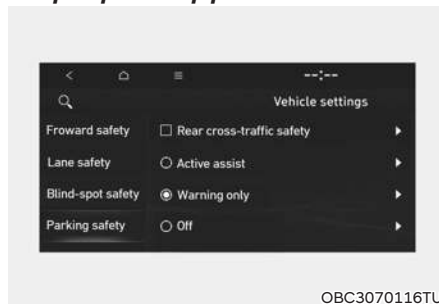 --:--
Vehicle settings
Froward safety
Rear cross-traffic safety
Lane safety
Active assist
Blind-spot safety
Warning only
Parking safety
Off
OBC3070116TU